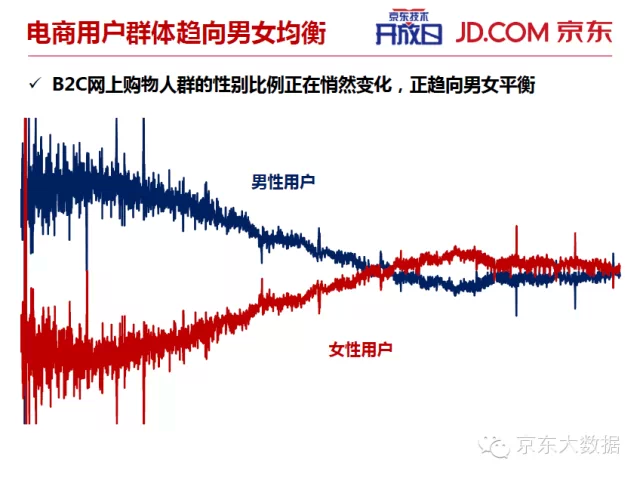 电商用户群体趋向男女均衡
京东技术
开放日
JD.COM 京东
✓ B2C网上购物人群的性别比例正在悄然变化，正趋向男女平衡
男性用户
女性用户
京东大数据